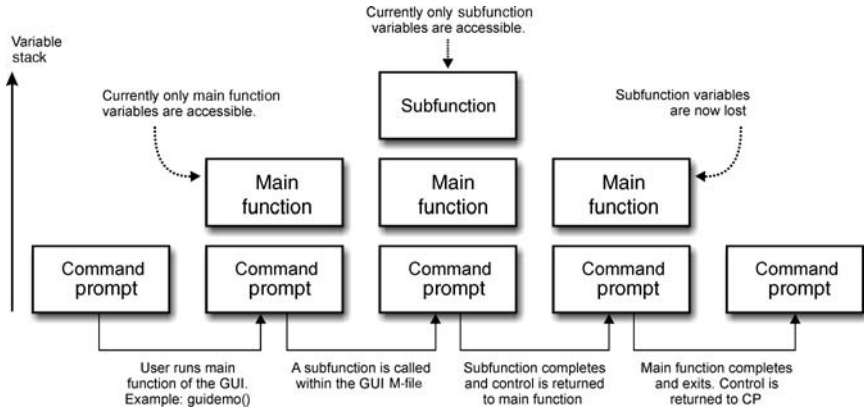 Currently only subfunction
variables are accessible.
Variable
stack
Currently only main function
variables are accessible.
Subfunction
Subfunction variables
are now lost
Main
function
Main
function
Main
function
Command
prompt
Command
prompt
Command
prompt
Command
prompt
Command
prompt
User runs main
function of the GUI.
Example: guidemo()
A subfunction is called
within the GUI M-file
Subfunction completes
and control is returned
to main function
Main function completes
and exits. Control is
returned to CP